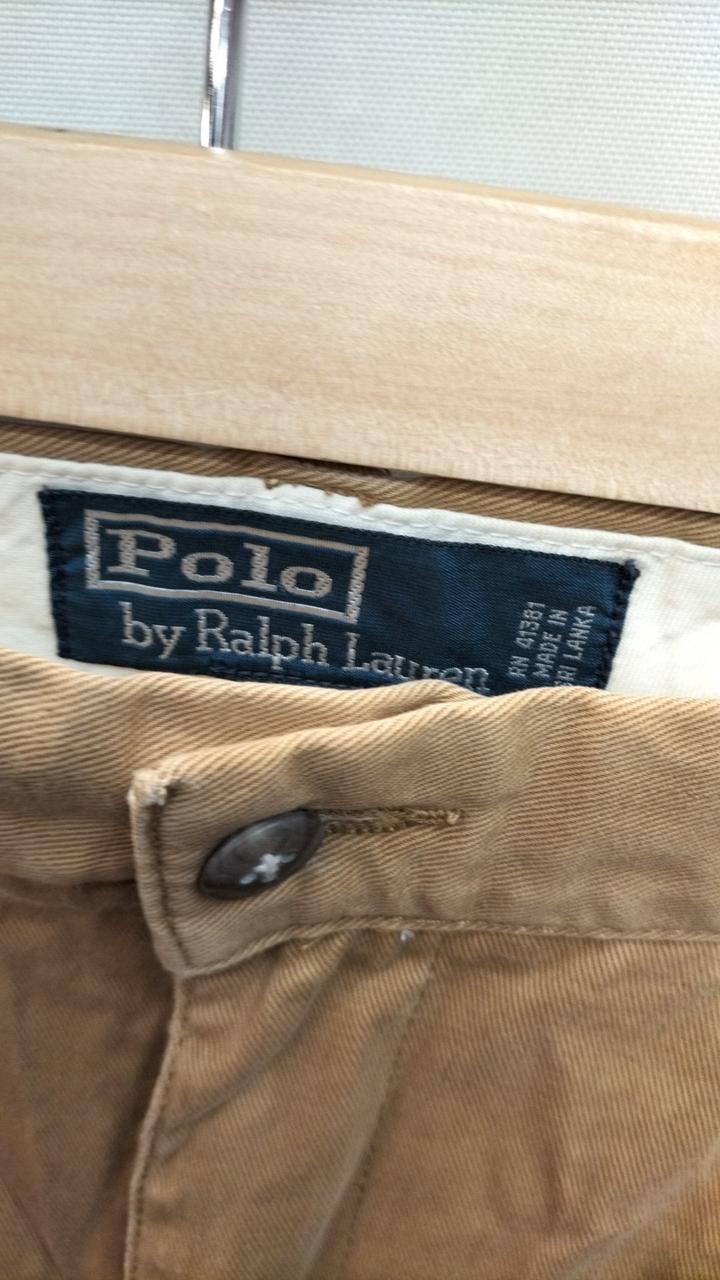 Polo
by Ralph Lauren
RN 41381
MADE IN
SRI LANKA